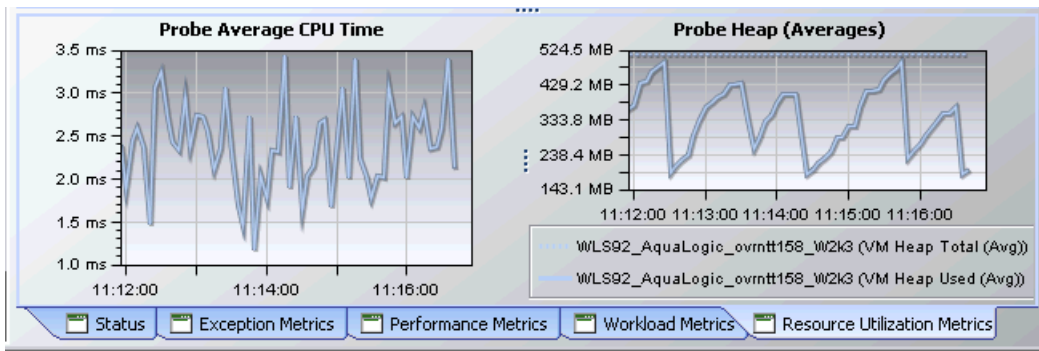 Probe Average CPU Time
3.5 ms
3.0 ms
2.5 ms
2.0 ms
1.5 ms
1.0 ms
11:12:00 11:14:00 11:16:00
Probe Heap (Averages)
524.5 MB
429.2 MB
333.8 MB
238.4 MB
143.1 MB
11:12:00 11:13:00 11:14:00 11:15:00 11:16:00
WLS92_AquaLogic_ovrntt158_W2k3 (VM Heap Total (Avg))
WLS92_AquaLogic_ovrntt158_W2k3 (VM Heap Used (Avg))
Status Exception Metrics Performance Metrics Workload Metrics Resource Utilization Metrics